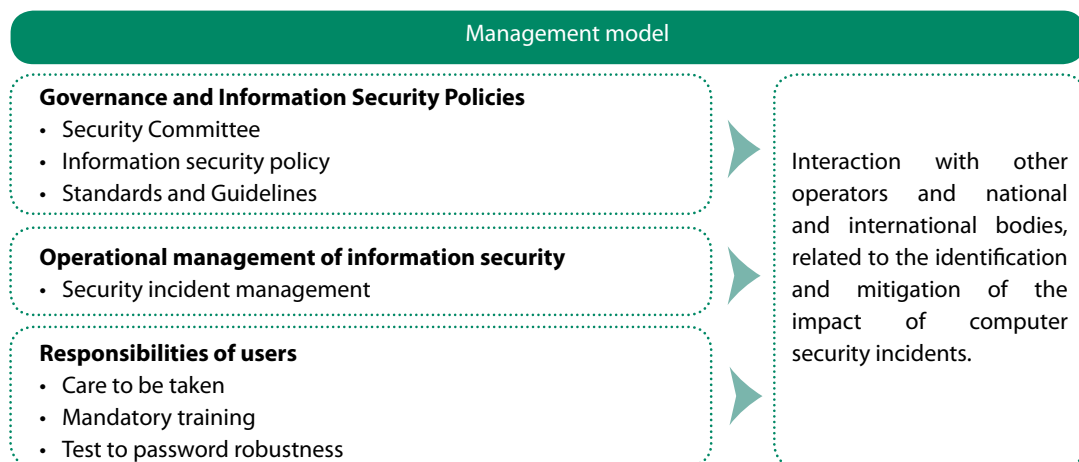 Management model
Governance and Information Security Policies
• Security Committee
• Information security policy
• Standards and Guidelines
Operational management of information security
• Security incident management
Responsibilities of users
• Care to be taken
• Mandatory training
• Test to password robustness
Interaction with other
operators and national
and international bodies,
related to the identification
and mitigation of the
impact of computer
security incidents.